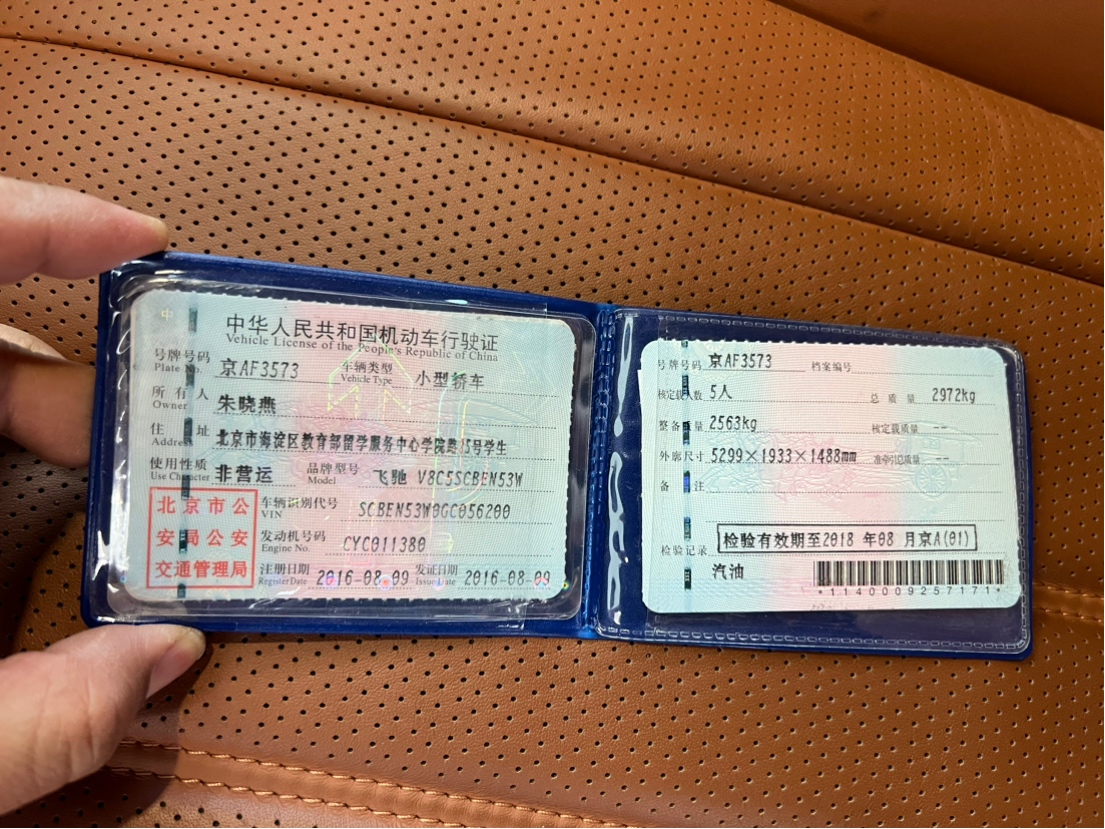 中华人民共和国机动车行驶证
Vehicle License of the People's Republic of China
号牌号码 京AF3573 车辆类型 小型轿车
Plate No. Vehicle Type
所有人 朱晓燕
Owner
住址 北京市海淀区教育部留学服务中心学院路15号学生
Address
使用性质 非营运 品牌型号 飞驰 V8C5SCBEN53W
Use Character Model
北京市公
安局公安
交通管理局
车辆识别代号 SCBEN53W0GC056200
VIN
发动机号码 CYC011380
Engine No.
注册日期 2016-08-09 发证日期 2016-08-09
Register Date Issue Date
号牌号码 京AF3573 档案编号
核定载人数 5人 总质量 2972kg
整备质量 2563kg 核定载质量 --
外廓尺寸 5299×1933×1488mm 准牵引总质量 --
备注
检验记录 检验有效期至2018 年08 月京A(01)
汽油
*1140009257171*